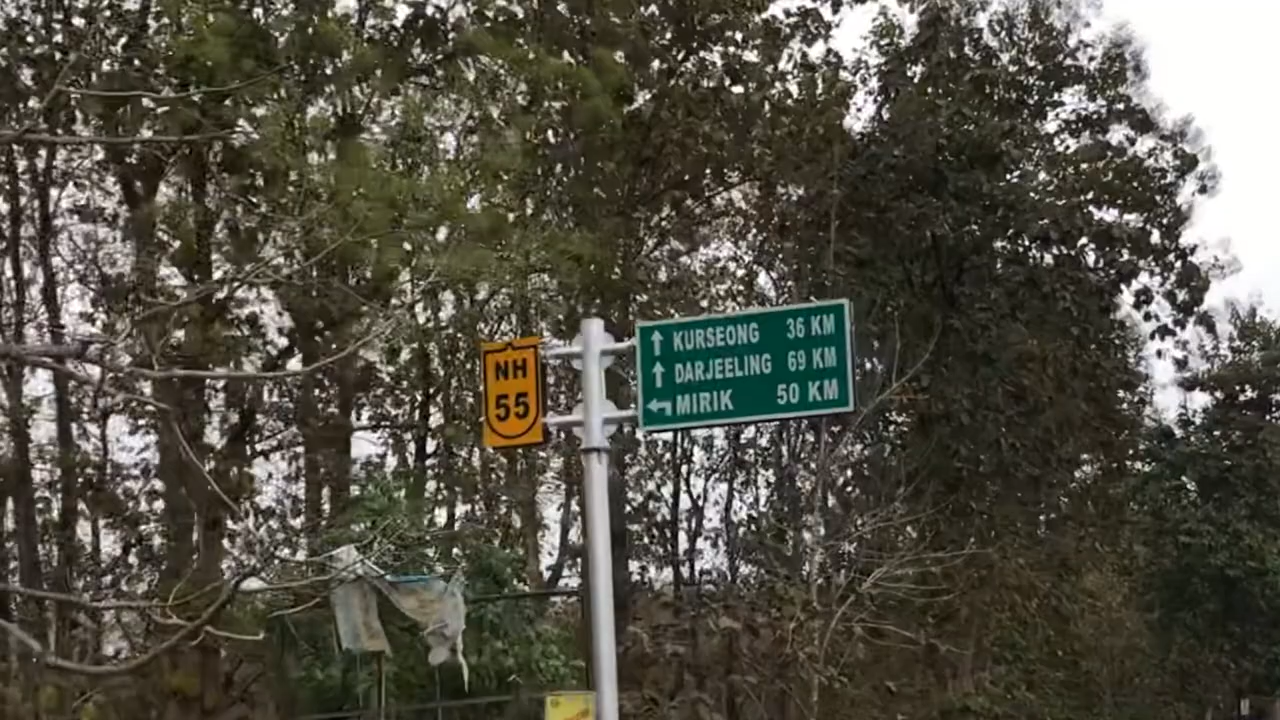 NH
55
KURSEONG 36 KM
DARJEELING 69 KM
MIRIK 50 KM